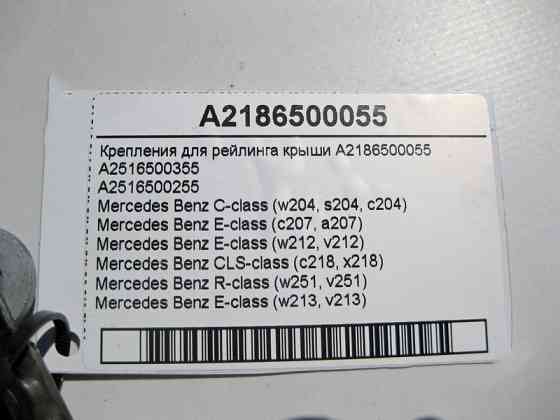 A2186500055
Крепления для рейлинга крыши A2186500055
A2516500355
A2516500255
Mercedes Benz C-class (w204, s204, c204)
Mercedes Benz E-class (c207, a207)
Mercedes Benz E-class (w212, v212)
Mercedes Benz CLS-class (c218, x218)
Mercedes Benz R-class (w251, v251)
Mercedes Benz E-class (w213, v213)